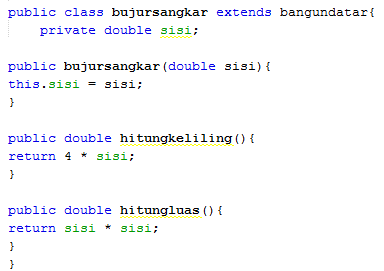 public class bujursangkar extends bangundatar{
    private double sisi;

public bujursangkar(double sisi){
this.sisi = sisi;
}

public double hitungkeliling(){
return 4 * sisi;
}

public double hitungluas(){
return sisi * sisi;
}
}